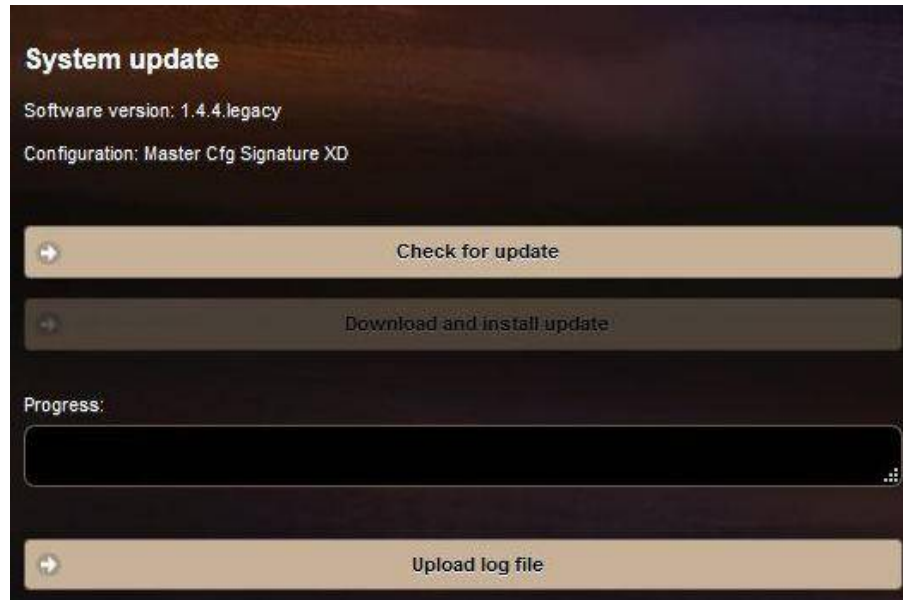 System update
Software version: 1.4.4.legacy
Configuration: Master Cfg Signature XD
Check for update
Download and install update
Progress:
Upload log file